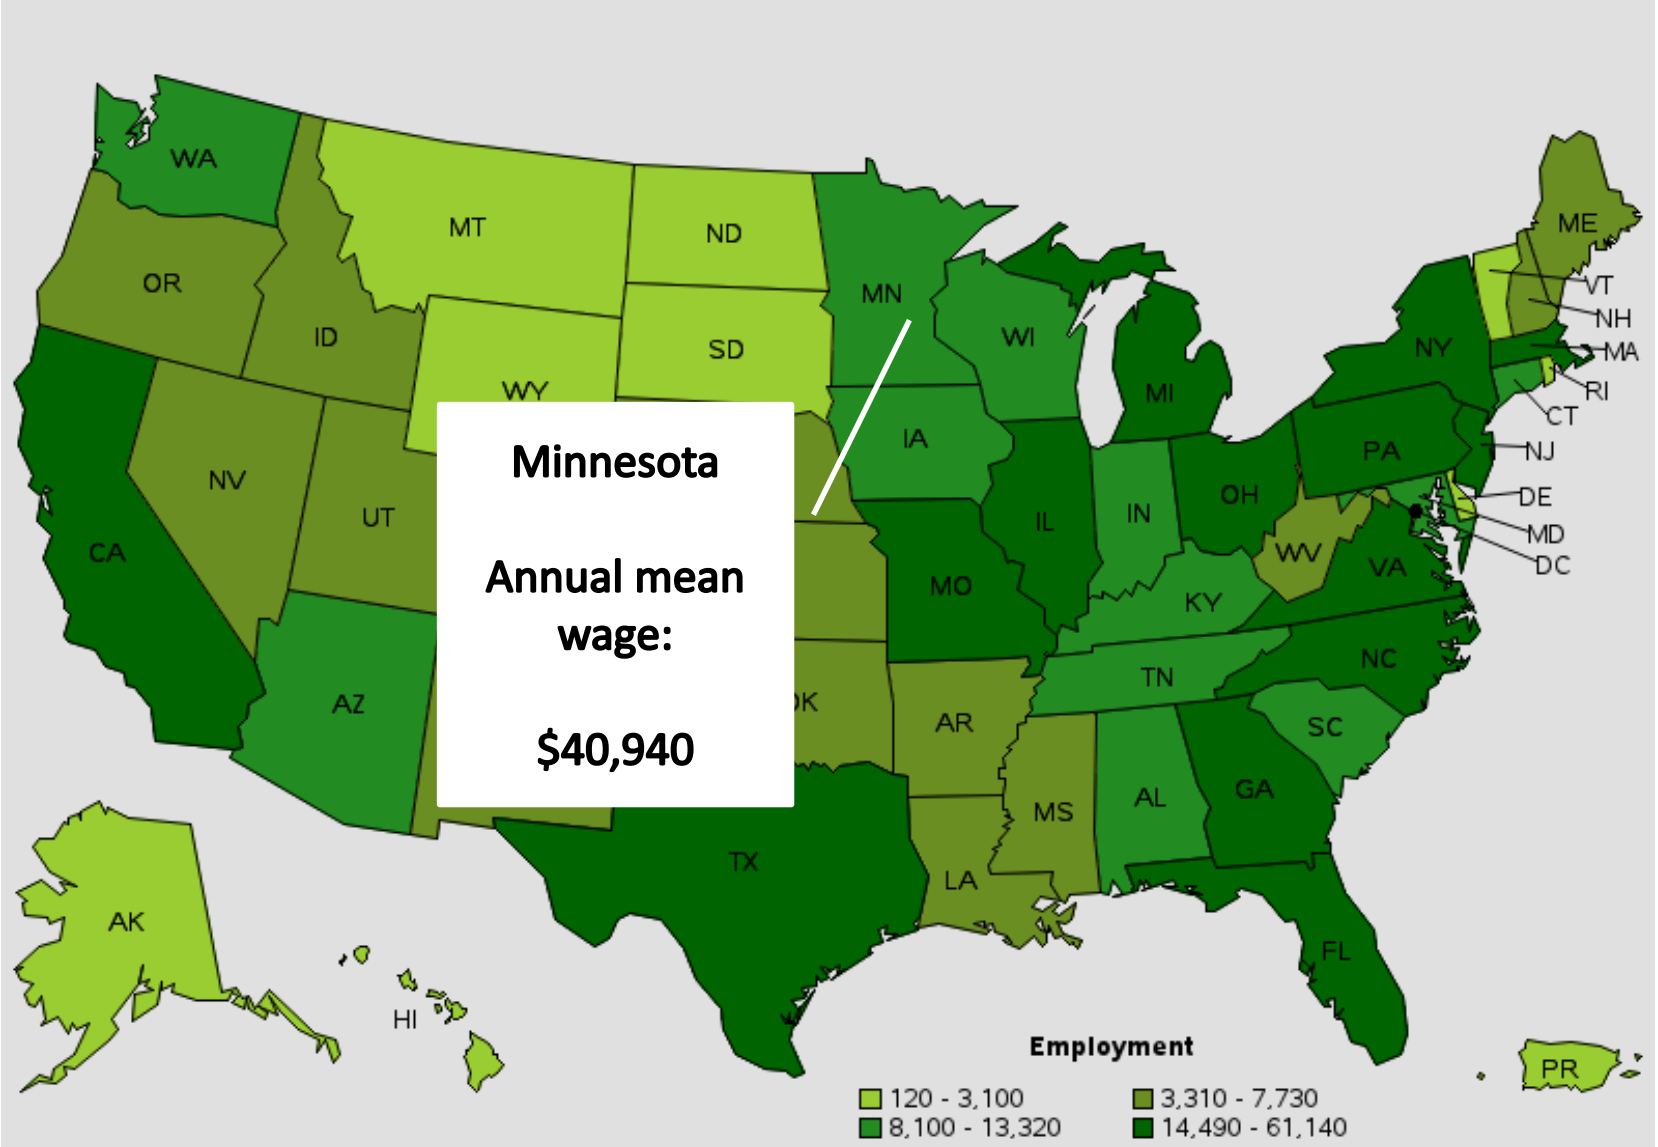 WA
MT
ND
MN
ME
OR
ID
SD
WI
VT
NH
NY
MA
WY
MI
RI
CT
IA
PA
NJ
NV
UT
CA
Minnesota
Annual mean
wage:
$40,940
OH
DE
IL
IN
MD
WV
VA
DC
MO
KY
NC
TN
AZ
K
AR
SC
MS
AL
GA
TX
LA
AK
FL
HI
PR
Employment
120 - 3,100
3,310 - 7,730
8,100 - 13,320
14,490 - 61,140